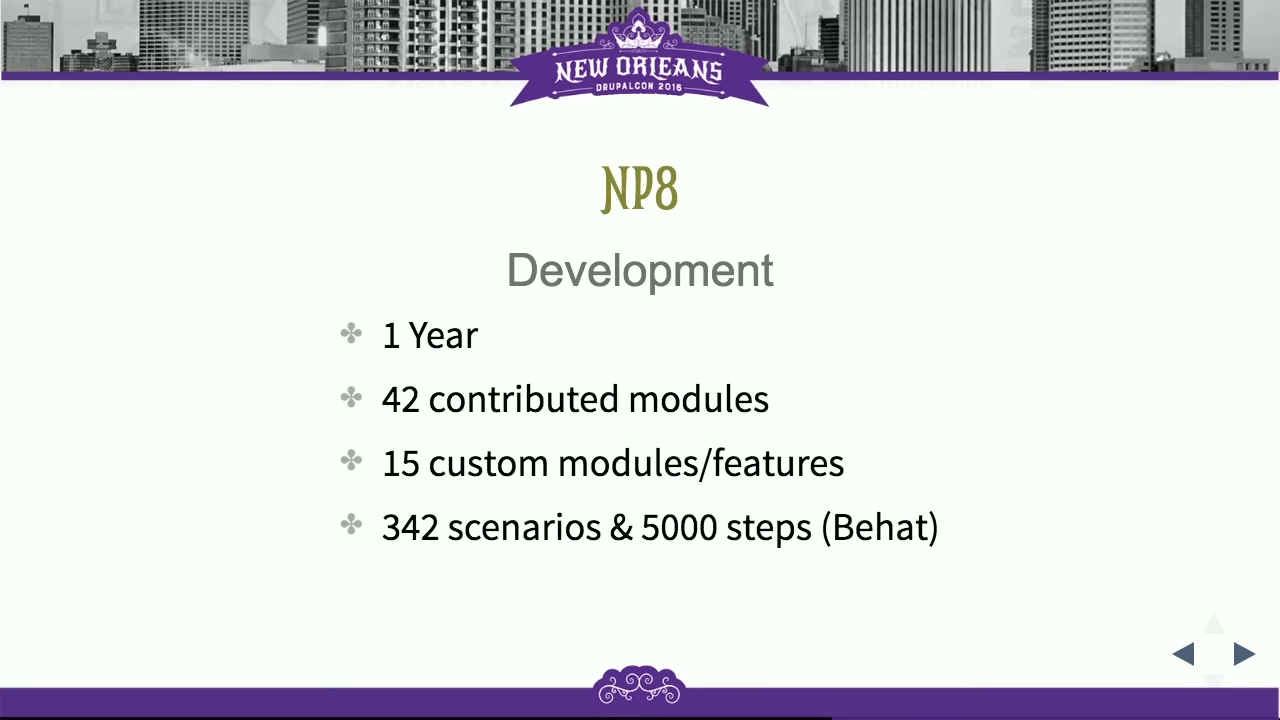 NEW ORLEANS
DRUPALCON 2016
NP8
Development
1 Year
42 contributed modules
15 custom modules/features
342 scenarios & 5000 steps (Behat)